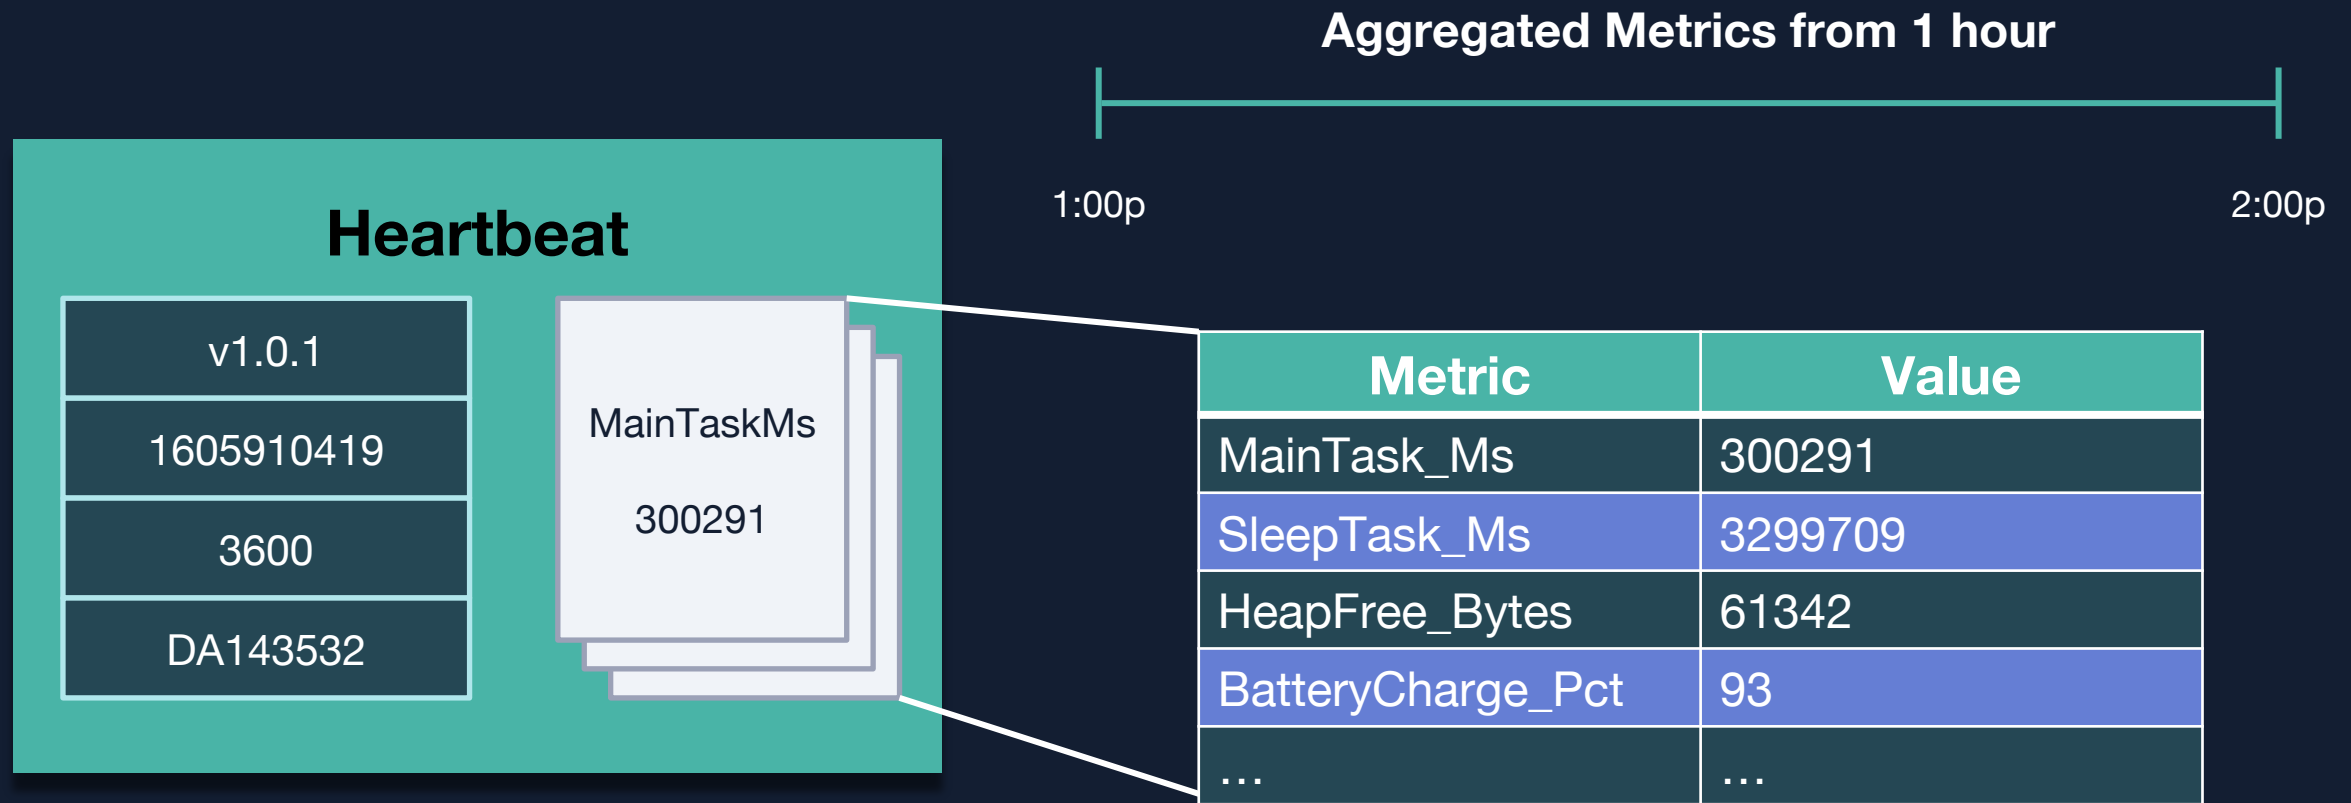 Aggregated Metrics from 1 hour
1:00p
2:00p
Heartbeat
v1.0.1
1605910419
3600
DA143532
MainTaskMs
300291
Metric Value
MainTask_Ms 300291
SleepTask_Ms 3299709
HeapFree_Bytes 61342
BatteryCharge_Pct 93
... ...